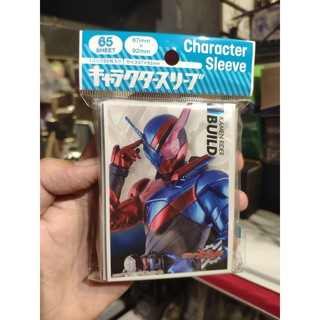 65
SHEET
67mm
×
92mm
Character
Sleeve
キャラクタースリーブ
KAMEN RIDER
BUILD